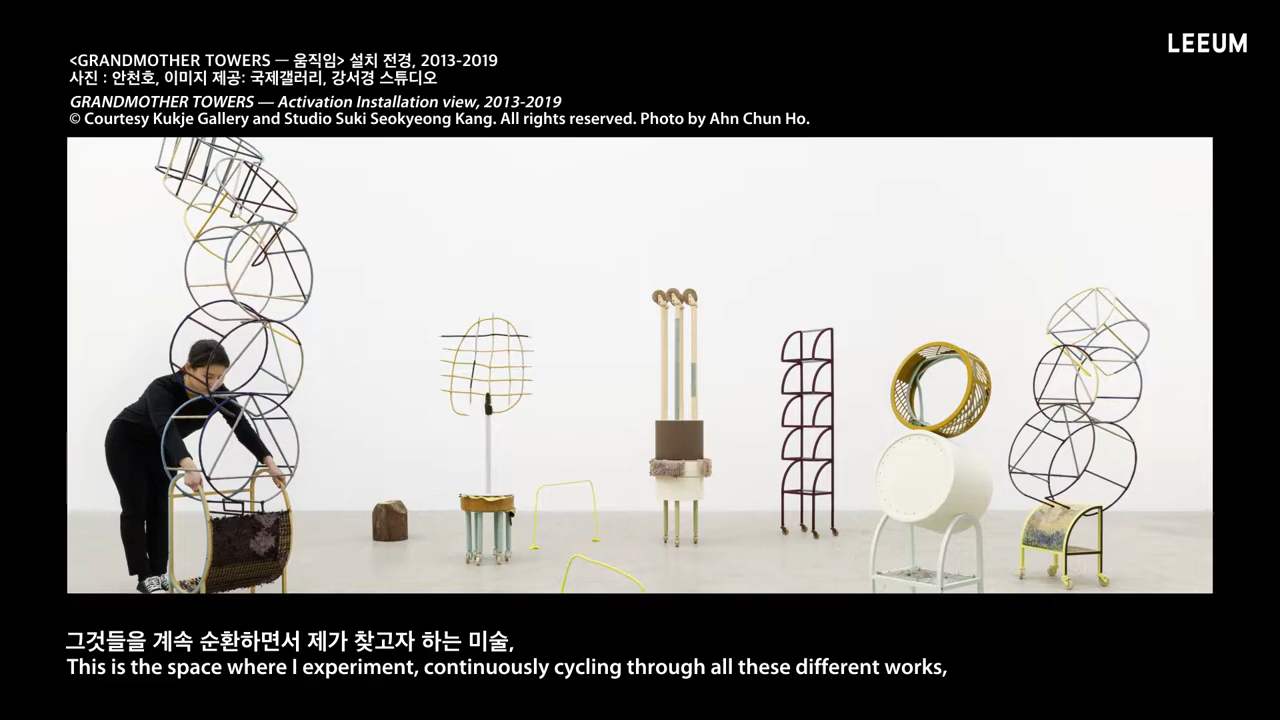 LEEUM
<GRANDMOTHER TOWERS — 움직임> 설치 전경, 2013-2019
사진 : 안천호, 이미지 제공: 국제갤러리, 강서경 스튜디오
GRANDMOTHER TOWERS — Activation Installation view, 2013-2019
© Courtesy Kukje Gallery and Studio Suki Seokyeong Kang. All rights reserved. Photo by Ahn Chun Ho.
그것들을 계속 순환하면서 제가 찾고자 하는 미술,
This is the space where I experiment, continuously cycling through all these different works,